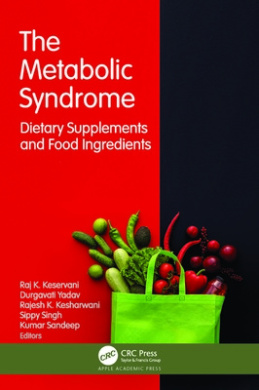 The
Metabolic
Syndrome
Dietary Supplements
and Food Ingredients
Raj K. Keservani
Durgavati Yadav
Rajesh K. Kesharwani
Sippy Singh
Kumar Sandeep
Editors
CRC
CRC Press
Taylor & Francis Group
APPLE ACADEMIC PRESS